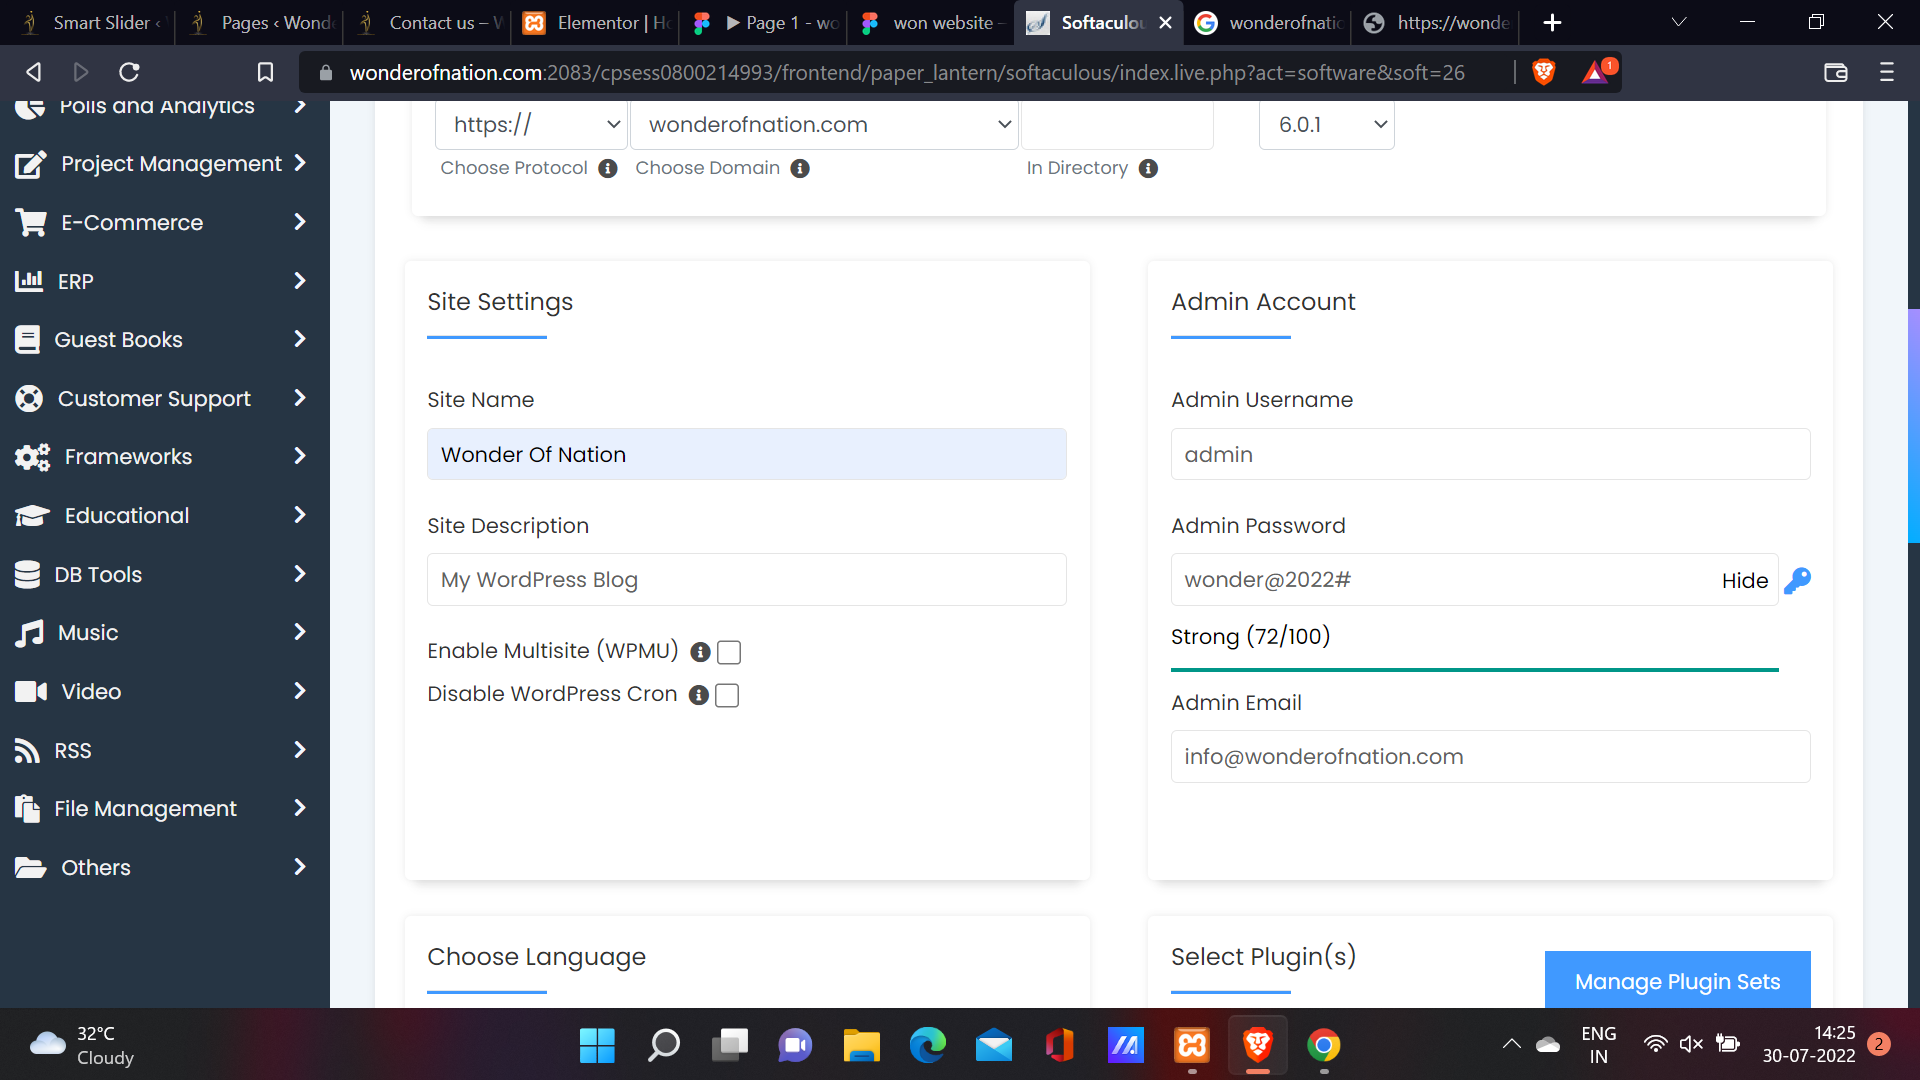 Smart Slider ‹
Pages ‹ Wond
Contact us –
Elementor | Ho
Page 1 - wo
won website –
Softaculou
wonderofnatio
https://wonde
wonderofnation.com:2083/cpsess0800214993/frontend/paper_lantern/softaculous/index.live.php?act=software&soft=26
1
Polls and Analytics
Project Management
E-Commerce
ERP
Guest Books
Customer Support
Frameworks
Educational
DB Tools
Music
Video
RSS
File Management
Others
https://
wonderofnation.com
6.0.1
Choose Protocol
Choose Domain
In Directory
Site Settings
Site Name
Wonder Of Nation
Site Description
My WordPress Blog
Enable Multisite (WPMU)
Disable WordPress Cron
Admin Account
Admin Username
admin
Admin Password
wonder@2022#
Hide
Strong (72/100)
Admin Email
info@wonderofnation.com
Choose Language
Select Plugin(s)
Manage Plugin Sets
32°C
Cloudy
ENG
IN
14:25
30-07-2022
2